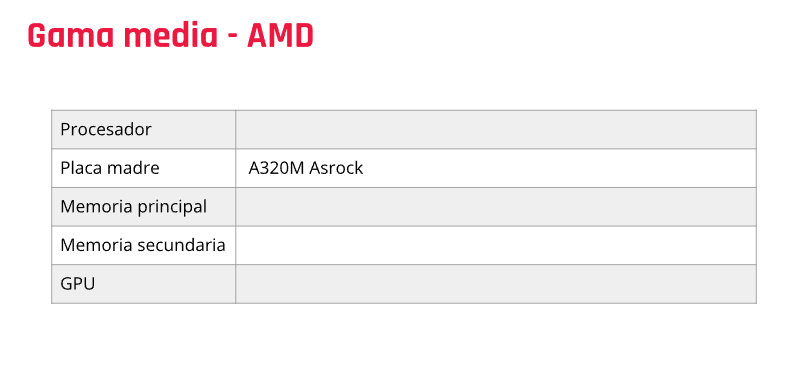 Gama media - AMD
Procesador
Placa madre A320M Asrock
Memoria principal
Memoria secundaria
GPU